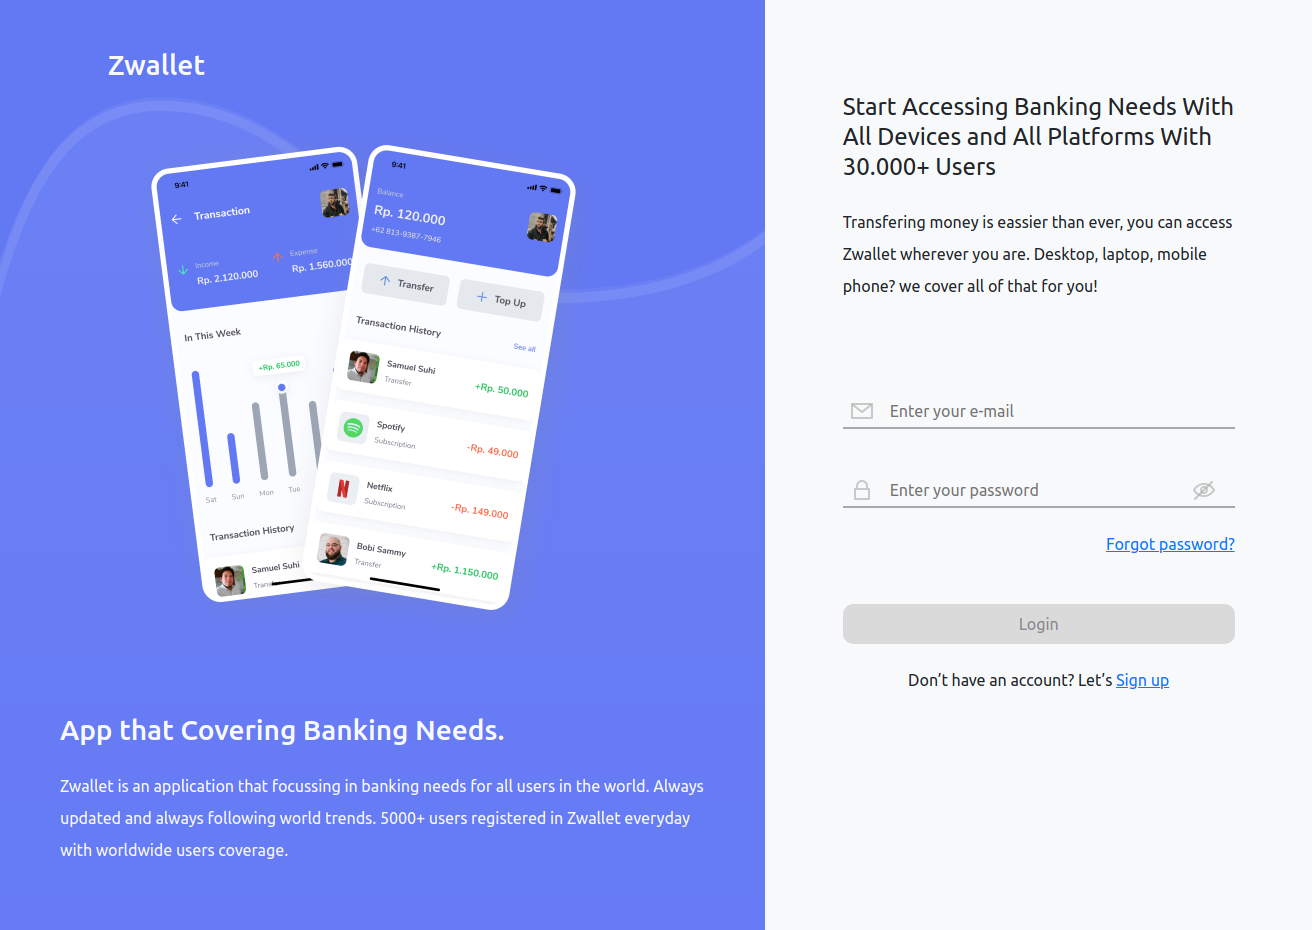 Zwallet
9:41
Transaction
Income
Rp. 2.120.000
Expense
Rp. 1.560.000
In This Week
+Rp. 65.000
Sat
Sun
Mon
Tue
Transaction History
Samuel Suhi
9:41
Balance
Rp. 120.000
+62 813-9387-7946
Transfer
Top Up
Transaction History
See all
Samuel Suhi
Transfer
+Rp. 50.000
Spotify
Subscription
-Rp. 49.000
Netflix
Subscription
-Rp. 149.000
Bobi Sammy
Transfer
+Rp. 1.150.000
App that Covering Banking Needs.
Zwallet is an application that focussing in banking needs for all users in the world. Always
updated and always following world trends. 5000+ users registered in Zwallet everyday
with worldwide users coverage.
Start Accessing Banking Needs With
All Devices and All Platforms With
30.000+ Users
Transfering money is eassier than ever, you can access
Zwallet wherever you are. Desktop, laptop, mobile
phone? we cover all of that for you!
Enter your e-mail
Enter your password
Forgot password?
Login
Don’t have an account? Let’s Sign up